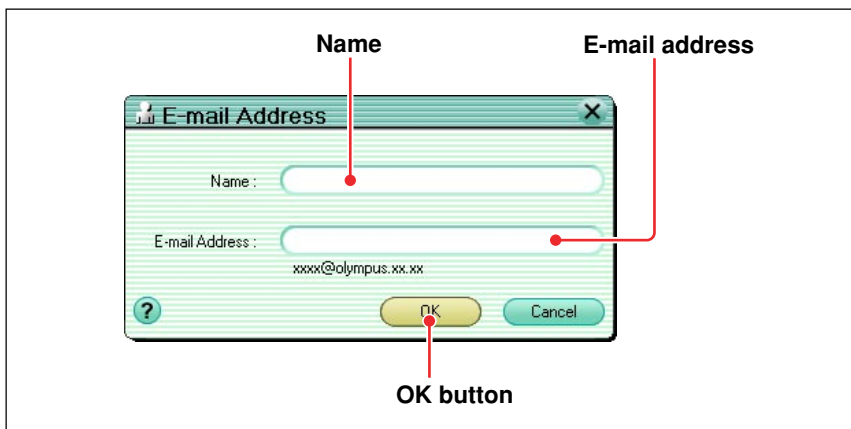 Name E-mail address
E-mail Address
Name :
E-mail Address :
xxxx@olympus.xx.xx
? OK Cancel
OK button